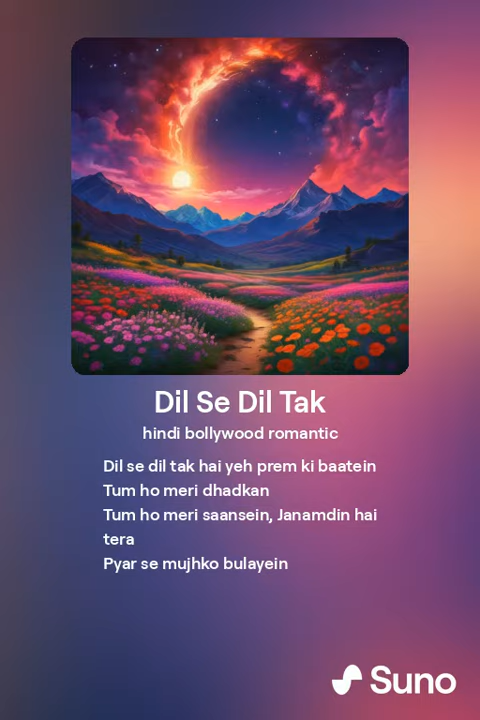 Dil Se Dil Tak
hindi bollywood romantic
Dil se dil tak hai yeh prem ki baatein
Tum ho meri dhadkan
Tum ho meri saansein, Janamdin hai
tera
Pyar se mujhko bulayein
Suno